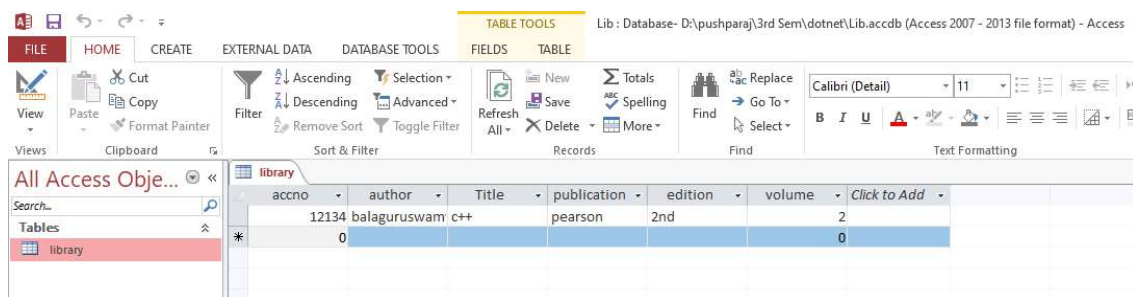 TABLE TOOLS Lib : Database- D:\pushparaj\3rd Sem\dotnet\Lib.accdb (Access 2007 - 2013 file format) - Access
FILE HOME CREATE EXTERNAL DATA DATABASE TOOLS FIELDS TABLE
View
Views
Paste
Cut
Copy
Format Painter
Clipboard
Filter
Ascending
Descending
Remove Sort
Selection
Advanced
Toggle Filter
Sort & Filter
Refresh
All
New
Save
Delete
Totals
Spelling
More
Records
Find
Replace
Go To
Select
Find
Calibri (Detail) 11
B I U A
Text Formatting
All Access Obje... «
Search...
Tables
library
library
accno author Title publication edition volume Click to Add
12134 balaguruswam c++ pearson 2nd 2
* 0 0